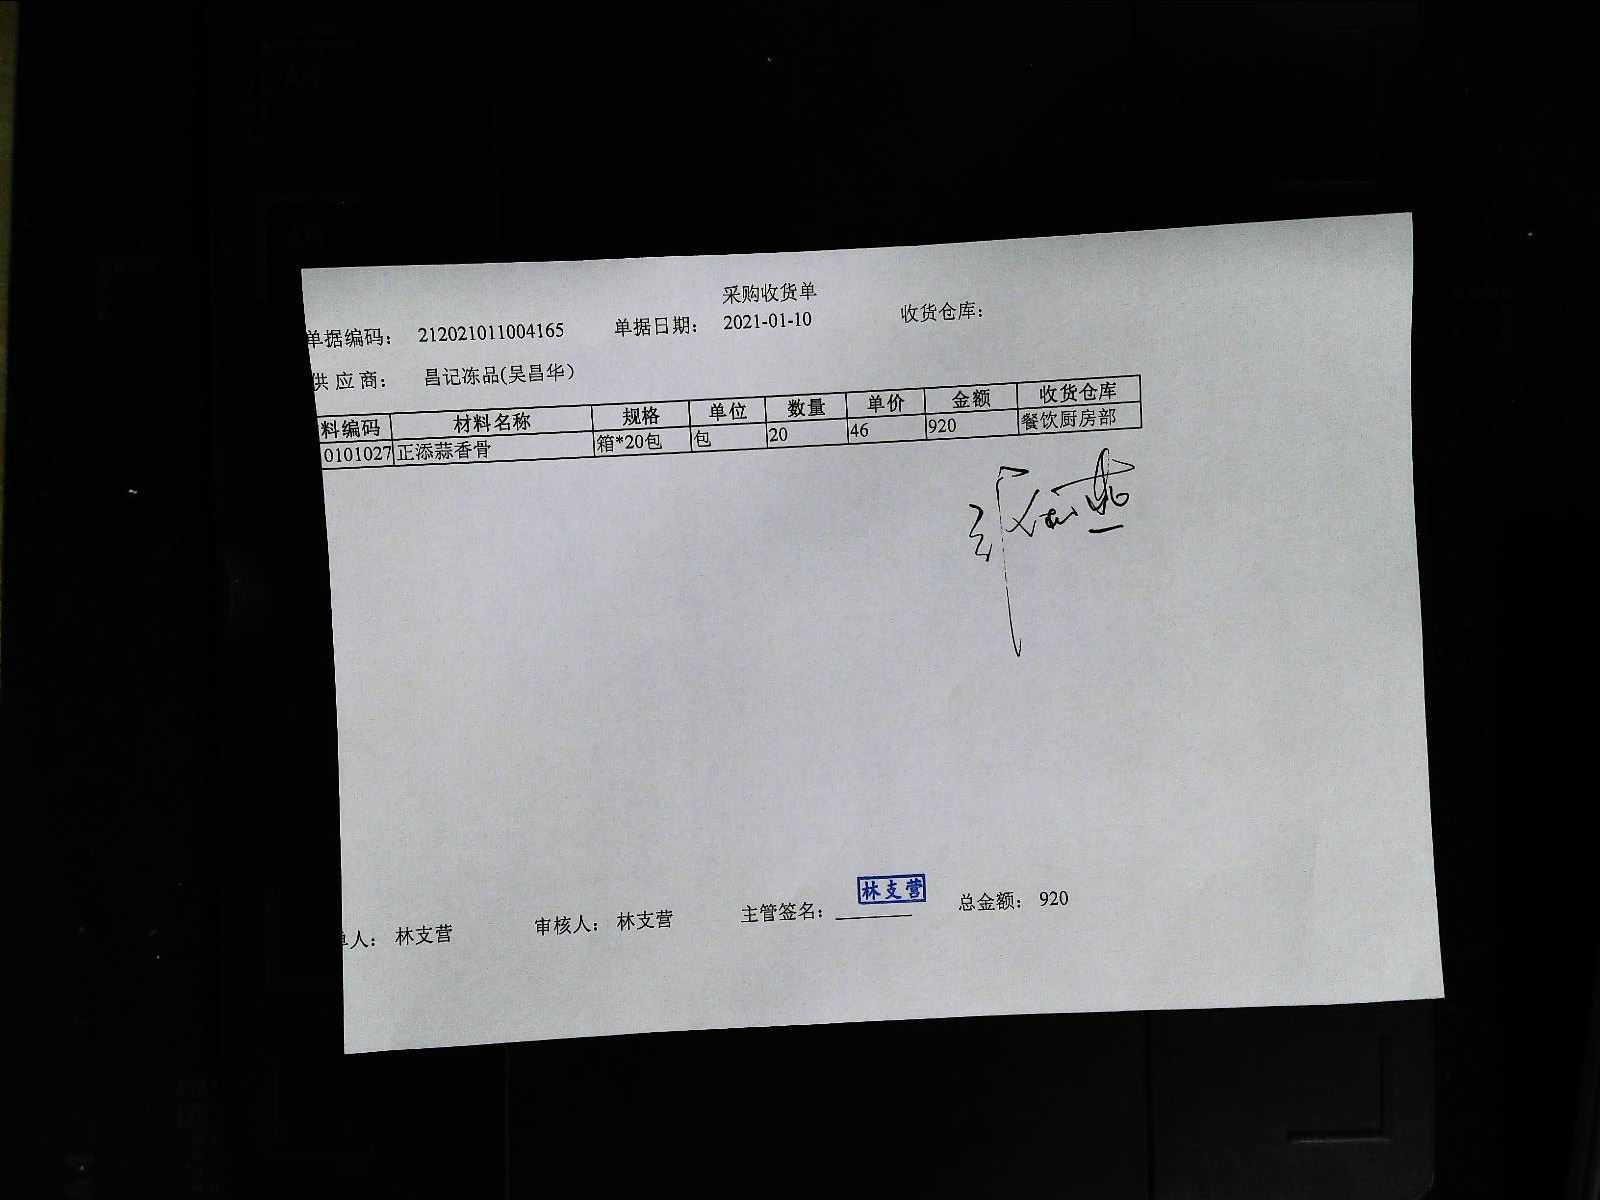 采购收货单
单据编码： 212021011004165 单据日期： 2021-01-10 收货仓库：
供 应 商： 昌记冻品(吴昌华）
料编码 材料名称 规格 单位 数量 单价 金额 收货仓库
0101027 正添蒜香骨 箱*20包 包 20 46 920 餐饮厨房部
林支营
单人： 林支营 审核人： 林支营 主管签名：________ 总金额： 920